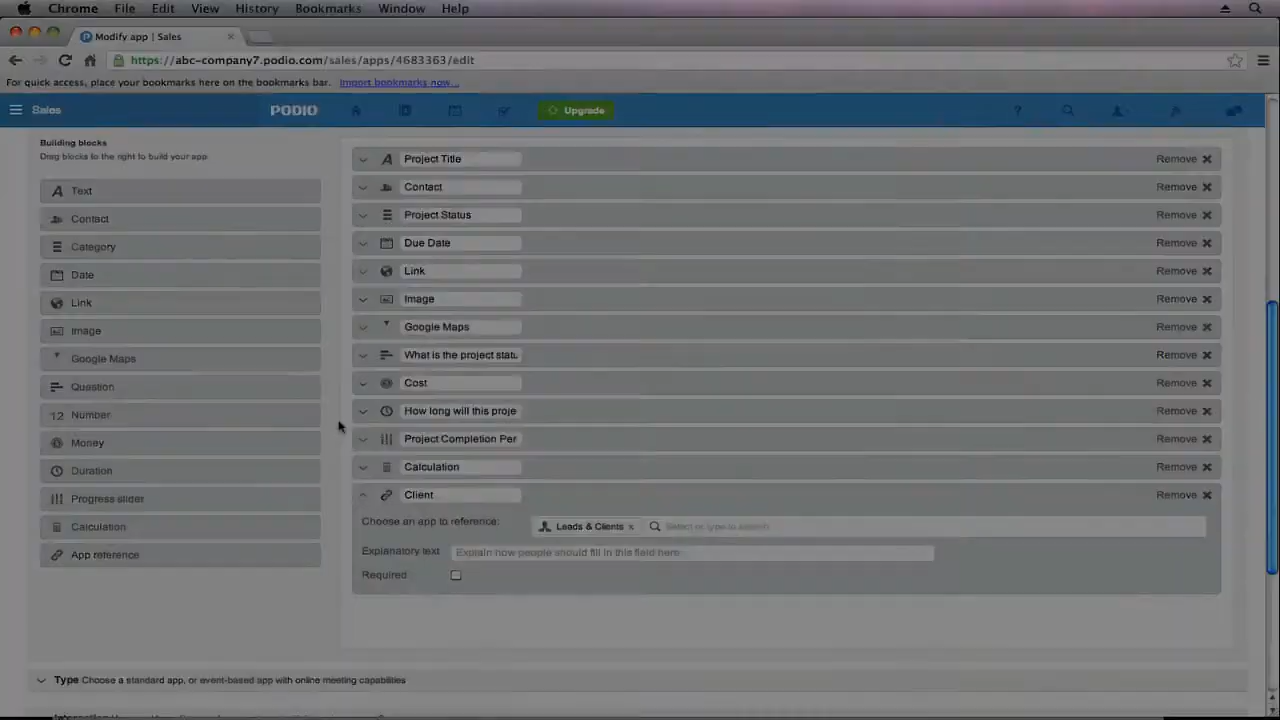 Chrome File Edit View History Bookmarks Window Help
Modify app | Sales
https://abc-company7.podio.com/sales/apps/4683363/edit
For quick access, place your bookmarks here on the bookmarks bar. Import bookmarks now...
Sales PODIO Upgrade ?
Building blocks
Drag blocks to the right to build your app.
Text
Contact
Category
Date
Link
Image
Google Maps
Question
12 Number
Money
Duration
Progress slider
Calculation
App reference
Project Title Remove
Contact Remove
Project Status Remove
Due Date Remove
Link Remove
Image Remove
Google Maps Remove
What is the project statu Remove
Cost Remove
How long will this proje Remove
Project Completion Per Remove
Calculation Remove
Client Remove
Choose an app to reference: Leads & Clients x Select or type to search
Explanatory text Explain how people should fill in this field here
Required
Type Choose a standard app, or event-based app with online meeting capabilities